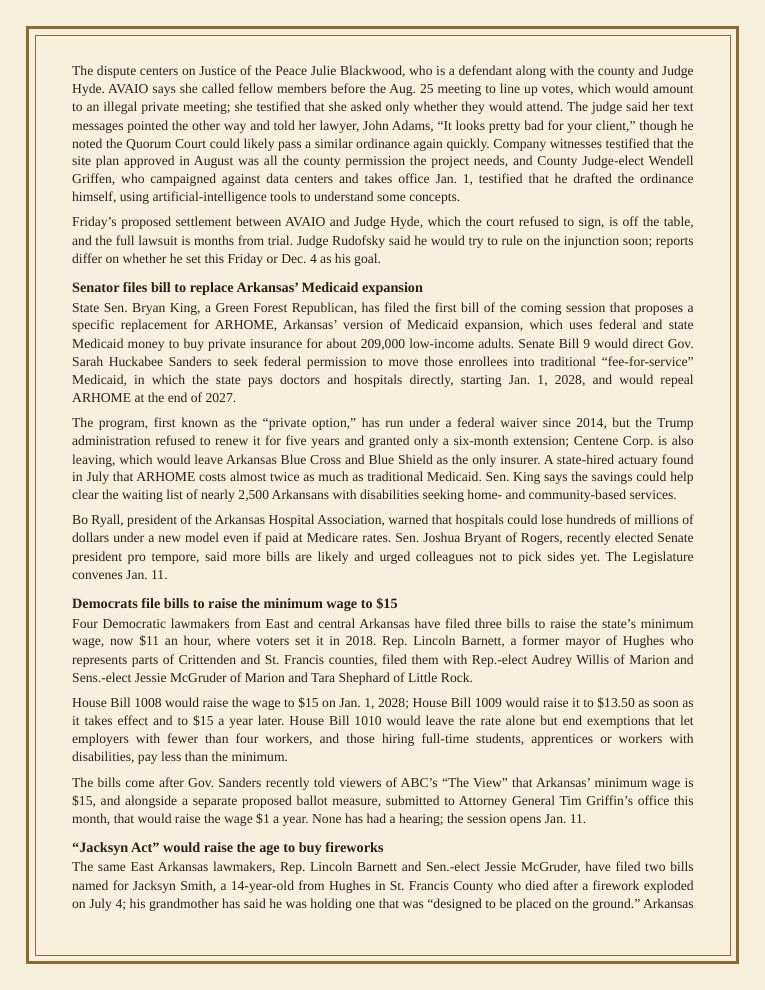 The dispute centers on Justice of the Peace Julie Blackwood, who is a defendant along with the county and Judge
Hyde. AVAIO says she called fellow members before the Aug. 25 meeting to line up votes, which would amount
to an illegal private meeting; she testified that she asked only whether they would attend. The judge said her text
messages pointed the other way and told her lawyer, John Adams, “It looks pretty bad for your client,” though he
noted the Quorum Court could likely pass a similar ordinance again quickly. Company witnesses testified that the
site plan approved in August was all the county permission the project needs, and County Judge-elect Wendell
Griffen, who campaigned against data centers and takes office Jan. 1, testified that he drafted the ordinance
himself, using artificial-intelligence tools to understand some concepts.
Friday’s proposed settlement between AVAIO and Judge Hyde, which the court refused to sign, is off the table,
and the full lawsuit is months from trial. Judge Rudofsky said he would try to rule on the injunction soon; reports
differ on whether he set this Friday or Dec. 4 as his goal.
Senator files bill to replace Arkansas’ Medicaid expansion
State Sen. Bryan King, a Green Forest Republican, has filed the first bill of the coming session that proposes a
specific replacement for ARHOME, Arkansas’ version of Medicaid expansion, which uses federal and state
Medicaid money to buy private insurance for about 209,000 low-income adults. Senate Bill 9 would direct Gov.
Sarah Huckabee Sanders to seek federal permission to move those enrollees into traditional “fee-for-service”
Medicaid, in which the state pays doctors and hospitals directly, starting Jan. 1, 2028, and would repeal
ARHOME at the end of 2027.
The program, first known as the “private option,” has run under a federal waiver since 2014, but the Trump
administration refused to renew it for five years and granted only a six-month extension; Centene Corp. is also
leaving, which would leave Arkansas Blue Cross and Blue Shield as the only insurer. A state-hired actuary found
in July that ARHOME costs almost twice as much as traditional Medicaid. Sen. King says the savings could help
clear the waiting list of nearly 2,500 Arkansans with disabilities seeking home- and community-based services.
Bo Ryall, president of the Arkansas Hospital Association, warned that hospitals could lose hundreds of millions of
dollars under a new model even if paid at Medicare rates. Sen. Joshua Bryant of Rogers, recently elected Senate
president pro tempore, said more bills are likely and urged colleagues not to pick sides yet. The Legislature
convenes Jan. 11.
Democrats file bills to raise the minimum wage to $15
Four Democratic lawmakers from East and central Arkansas have filed three bills to raise the state’s minimum
wage, now $11 an hour, where voters set it in 2018. Rep. Lincoln Barnett, a former mayor of Hughes who
represents parts of Crittenden and St. Francis counties, filed them with Rep.-elect Audrey Willis of Marion and
Sens.-elect Jessie McGruder of Marion and Tara Shephard of Little Rock.
House Bill 1008 would raise the wage to $15 on Jan. 1, 2028; House Bill 1009 would raise it to $13.50 as soon as
it takes effect and to $15 a year later. House Bill 1010 would leave the rate alone but end exemptions that let
employers with fewer than four workers, and those hiring full-time students, apprentices or workers with
disabilities, pay less than the minimum.
The bills come after Gov. Sanders recently told viewers of ABC’s “The View” that Arkansas’ minimum wage is
$15, and alongside a separate proposed ballot measure, submitted to Attorney General Tim Griffin’s office this
month, that would raise the wage $1 a year. None has had a hearing; the session opens Jan. 11.
“Jacksyn Act” would raise the age to buy fireworks
The same East Arkansas lawmakers, Rep. Lincoln Barnett and Sen.-elect Jessie McGruder, have filed two bills
named for Jacksyn Smith, a 14-year-old from Hughes in St. Francis County who died after a firework exploded
on July 4; his grandmother has said he was holding one that was “designed to be placed on the ground.” Arkansas